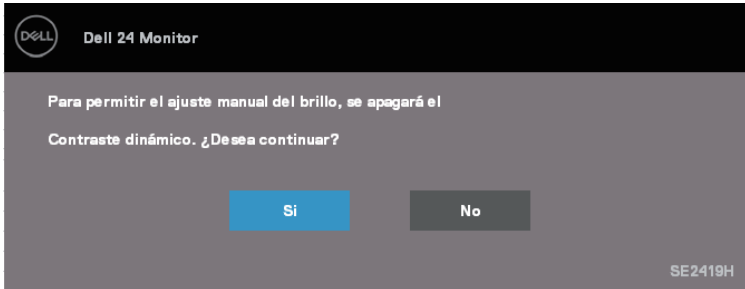 DELL
Dell 24 Monitor
Para permitir el ajuste manual del brillo, se apagará el
Contraste dinámico. ¿Desea continuar?
Si
No
SE2419H